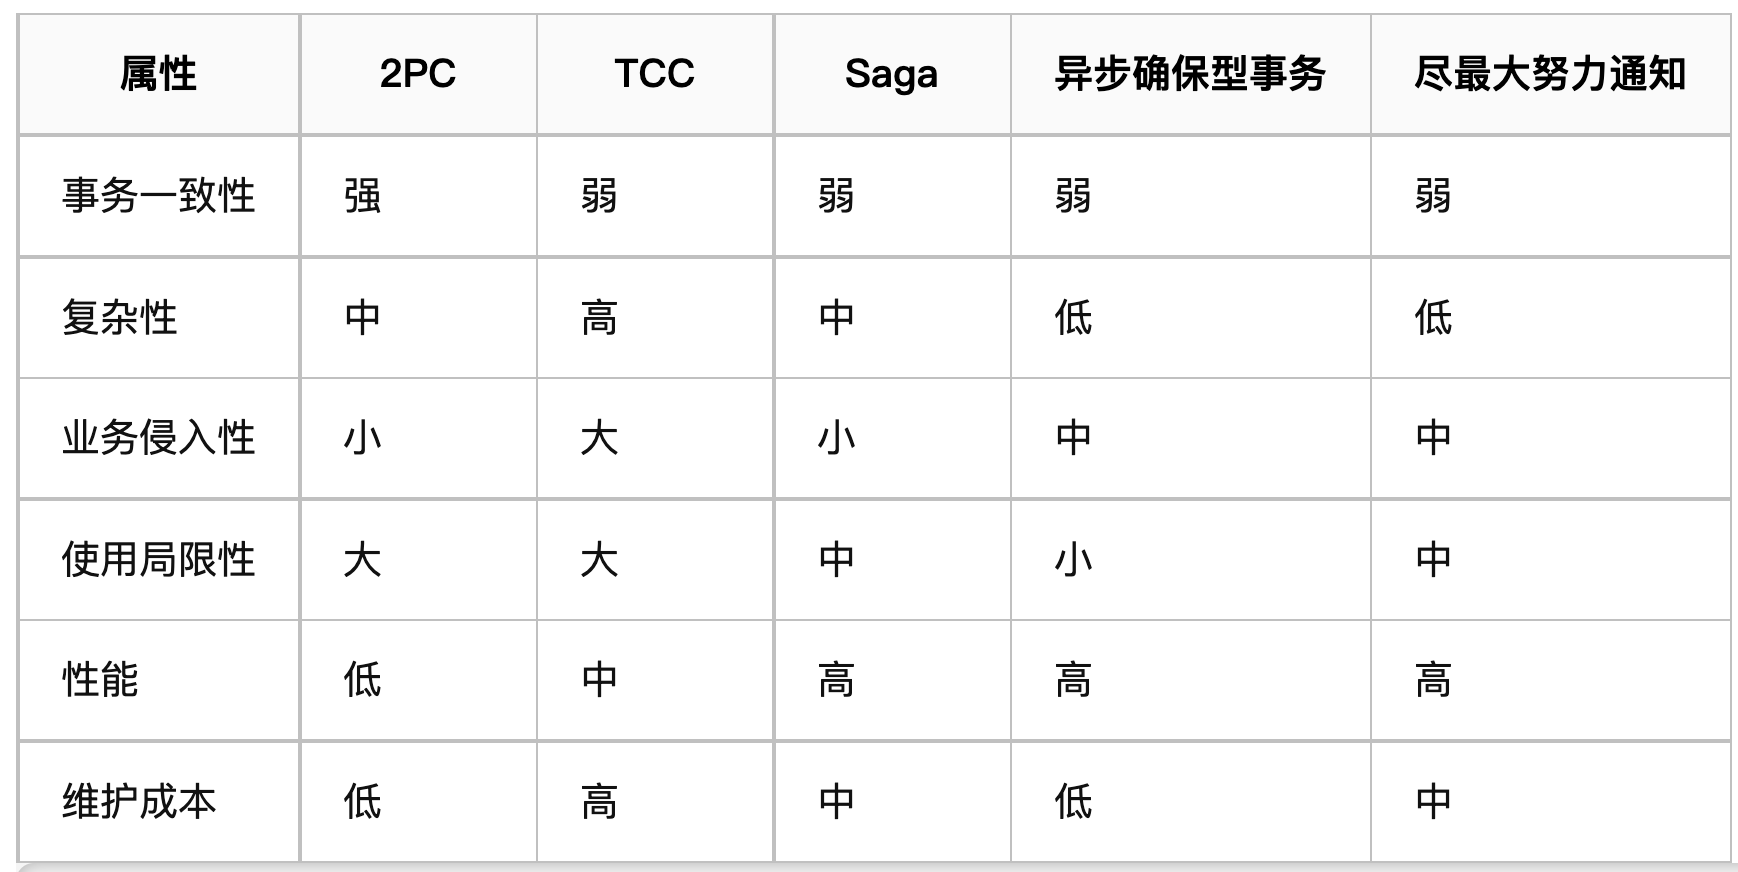 属性 2PC TCC Saga 异步确保型事务 尽最大努力通知
事务一致性 强 弱 弱 弱 弱
复杂性 中 高 中 低 低
业务侵入性 小 大 小 中 中
使用局限性 大 大 中 小 中
性能 低 中 高 高 高
维护成本 低 高 中 低 中